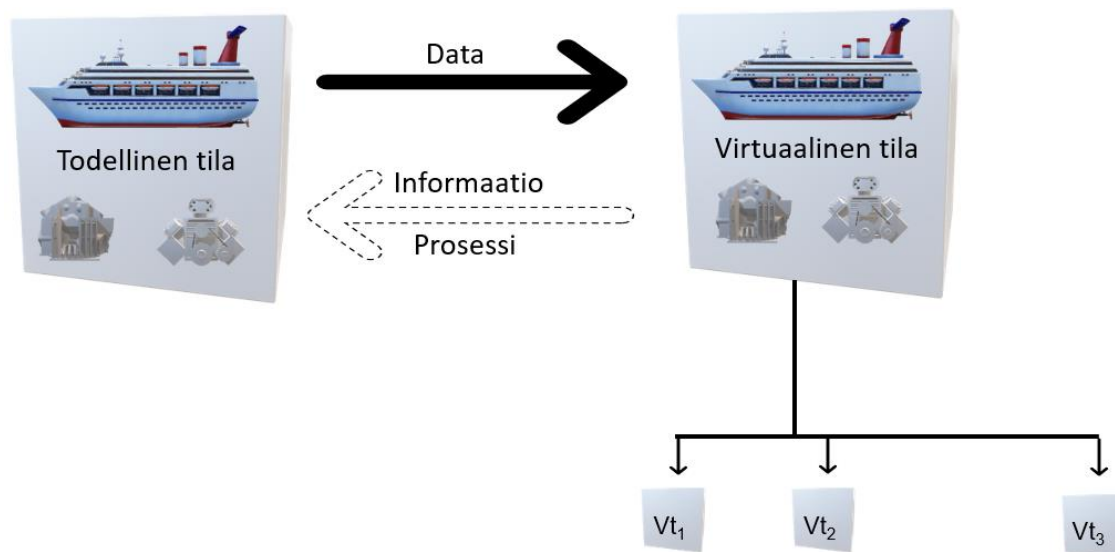 Data
Todellinen tila
Virtuaalinen tila
Informaatio
Prosessi
Vt₁
Vt₂
Vt₃